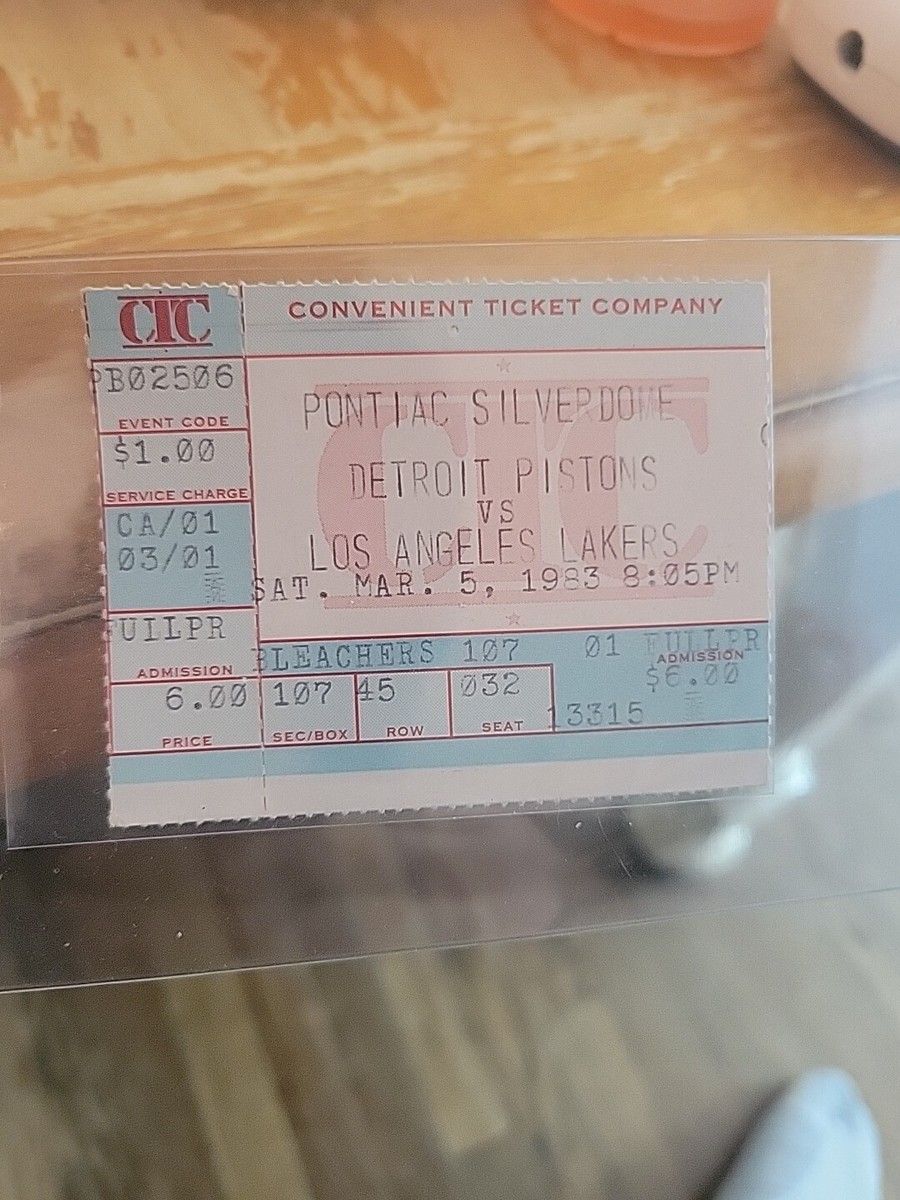 CTC
CONVENIENT TICKET COMPANY
PB02506
EVENT CODE
$1.00
SERVICE CHARGE
CA/01
03/01
FUILPR
ADMISSION
6.00
PRICE
PONTIAC SILVERDOME
DETROIT PISTONS
VS
LOS ANGELES LAKERS
SAT. MAR. 5, 1983 8:05PM
BLEACHERS 107 01 FUILPR
ADMISSION
$6.00
107 45 032
SEC/BOX ROW SEAT
13315